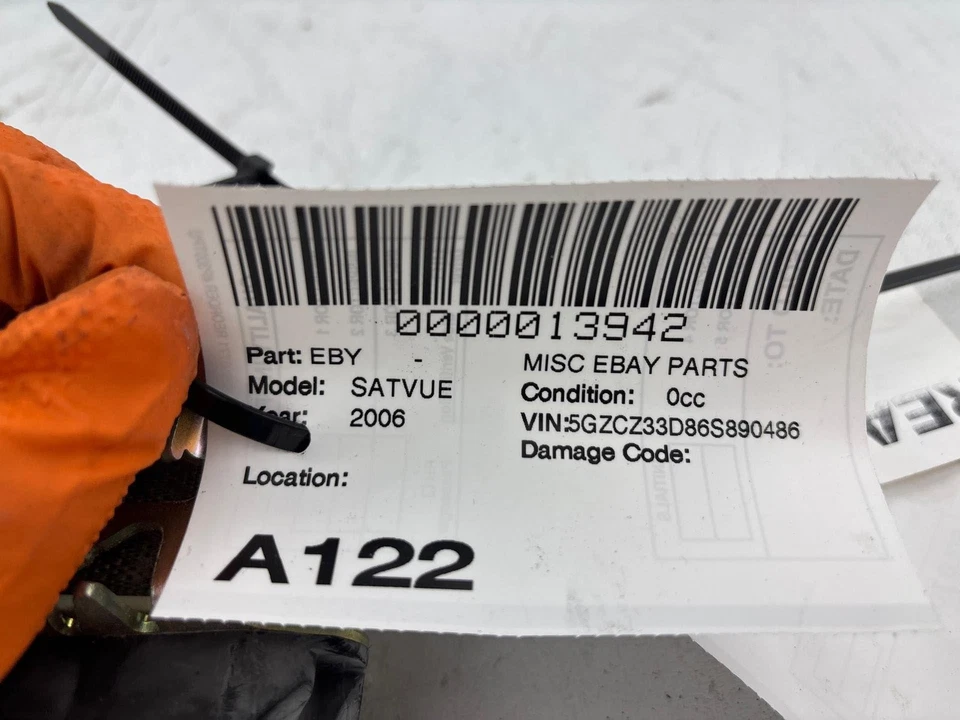 0000013942
Part: EBY - MISC EBAY PARTS
Model: SATVUE Condition: 0cc
Year: 2006 VIN:5GZCZ33D86S890486
Damage Code:
Location:
A122